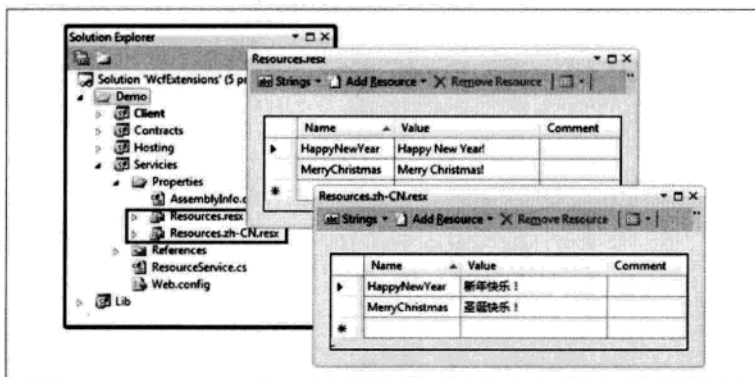 Solution Explorer
Solution 'WcfExtensions' (5 p
Demo
Client
Contracts
Hosting
Servicies
Properties
AssemblyInfo.c
Resources.resx
Resources.zh-CN.resx
References
ResourceService.cs
Web.config
Lib
Resources.resx
Strings Add Resource Remove Resource
Name Value Comment
HappyNewYear Happy New Year!
MerryChristmas Merry Christmas!
Resources.zh-CN.resx
Strings Add Resource Remove Resource
Name Value Comment
HappyNewYear 新年快乐！
MerryChristmas 圣诞快乐！